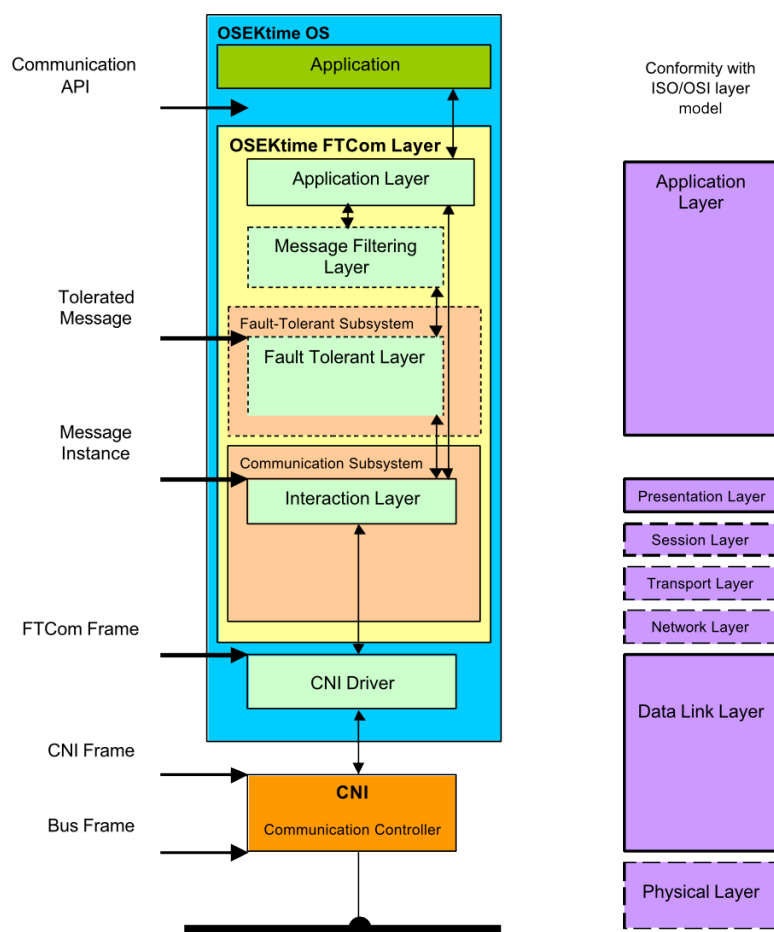 OSEKtime OS
Communication
API
Application
Conformity with
ISO/OSI layer
model
OSEKtime FTCom Layer
Application Layer
Application
Layer
Message Filtering
Layer
Tolerated
Message
Fault-Tolerant Subsystem
Fault Tolerant Layer
Message
Instance
Communication Subsystem
Interaction Layer
Presentation Layer
Session Layer
Transport Layer
Network Layer
FTCom Frame
CNI Driver
Data Link Layer
CNI Frame
CNI
Bus Frame
Communication Controller
Physical Layer